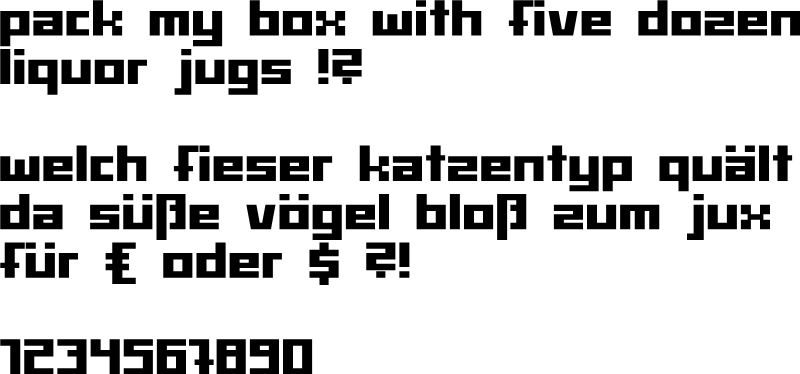 pack my box with five dozen
liquor jugs !?
welch fieser katzentyp quält
da süße vögel bloß zum jux
für € oder $ ?!
1234567890